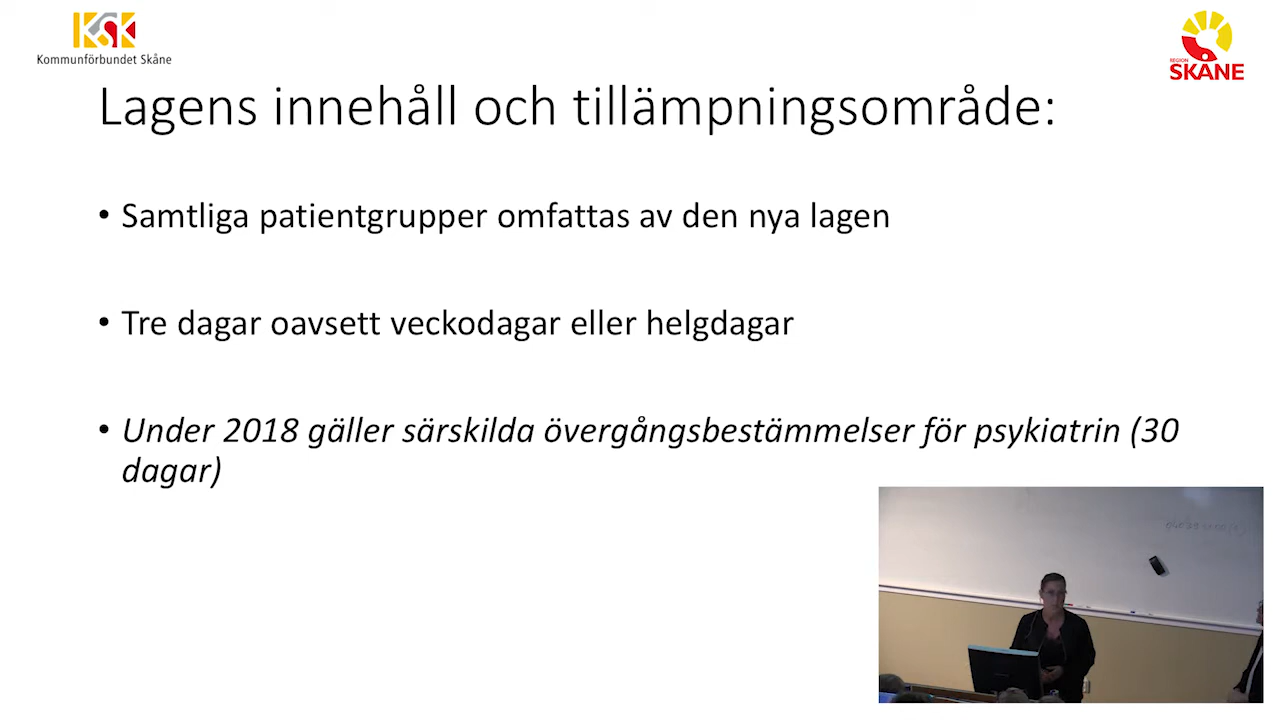 KSK
Kommunförbundet Skåne
REGION
SKÅNE
Lagens innehåll och tillämpningsområde:
• Samtliga patientgrupper omfattas av den nya lagen
• Tre dagar oavsett veckodagar eller helgdagar
• Under 2018 gäller särskilda övergångsbestämmelser för psykiatrin (30
dagar)